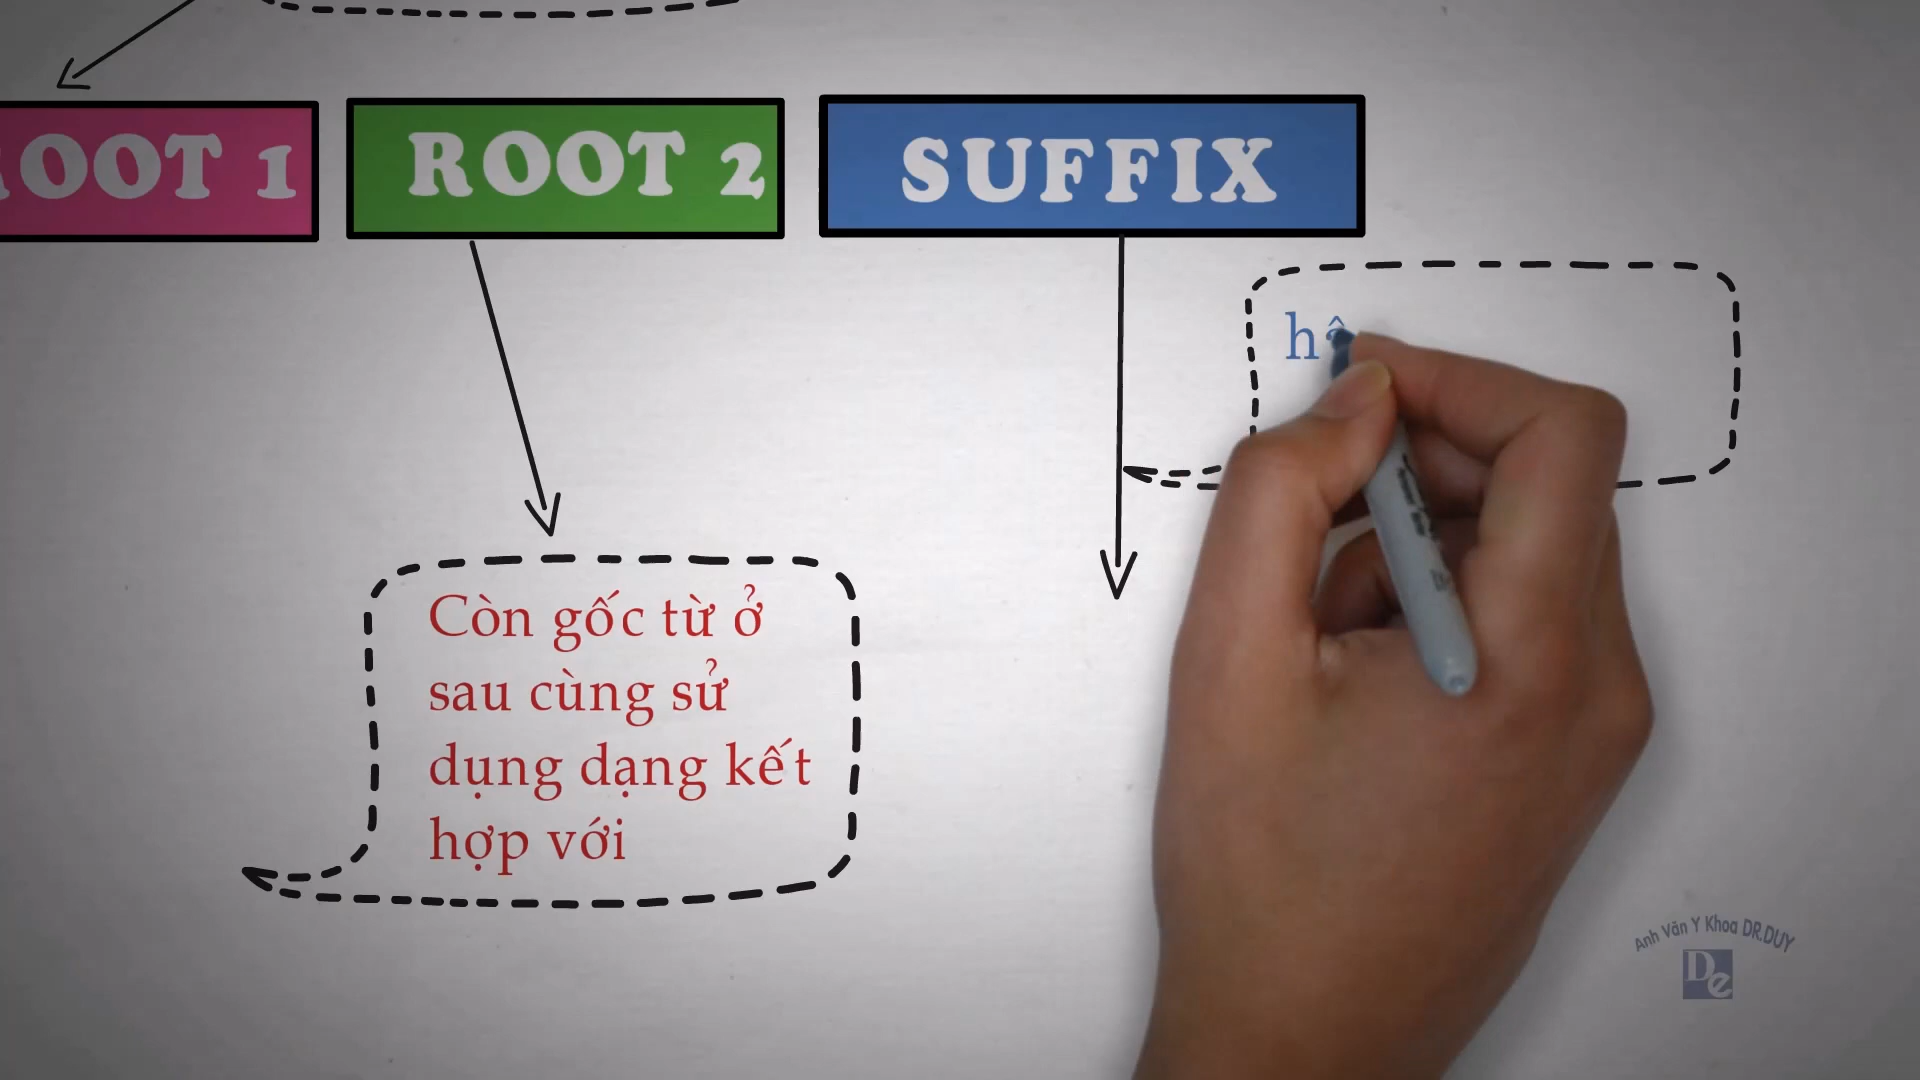 OOT 1
ROOT 2
SUFFIX
Còn gốc từ ở
sau cùng sử
dụng dạng kết
hợp với
Anh Văn Y Khoa DR.DUY
De